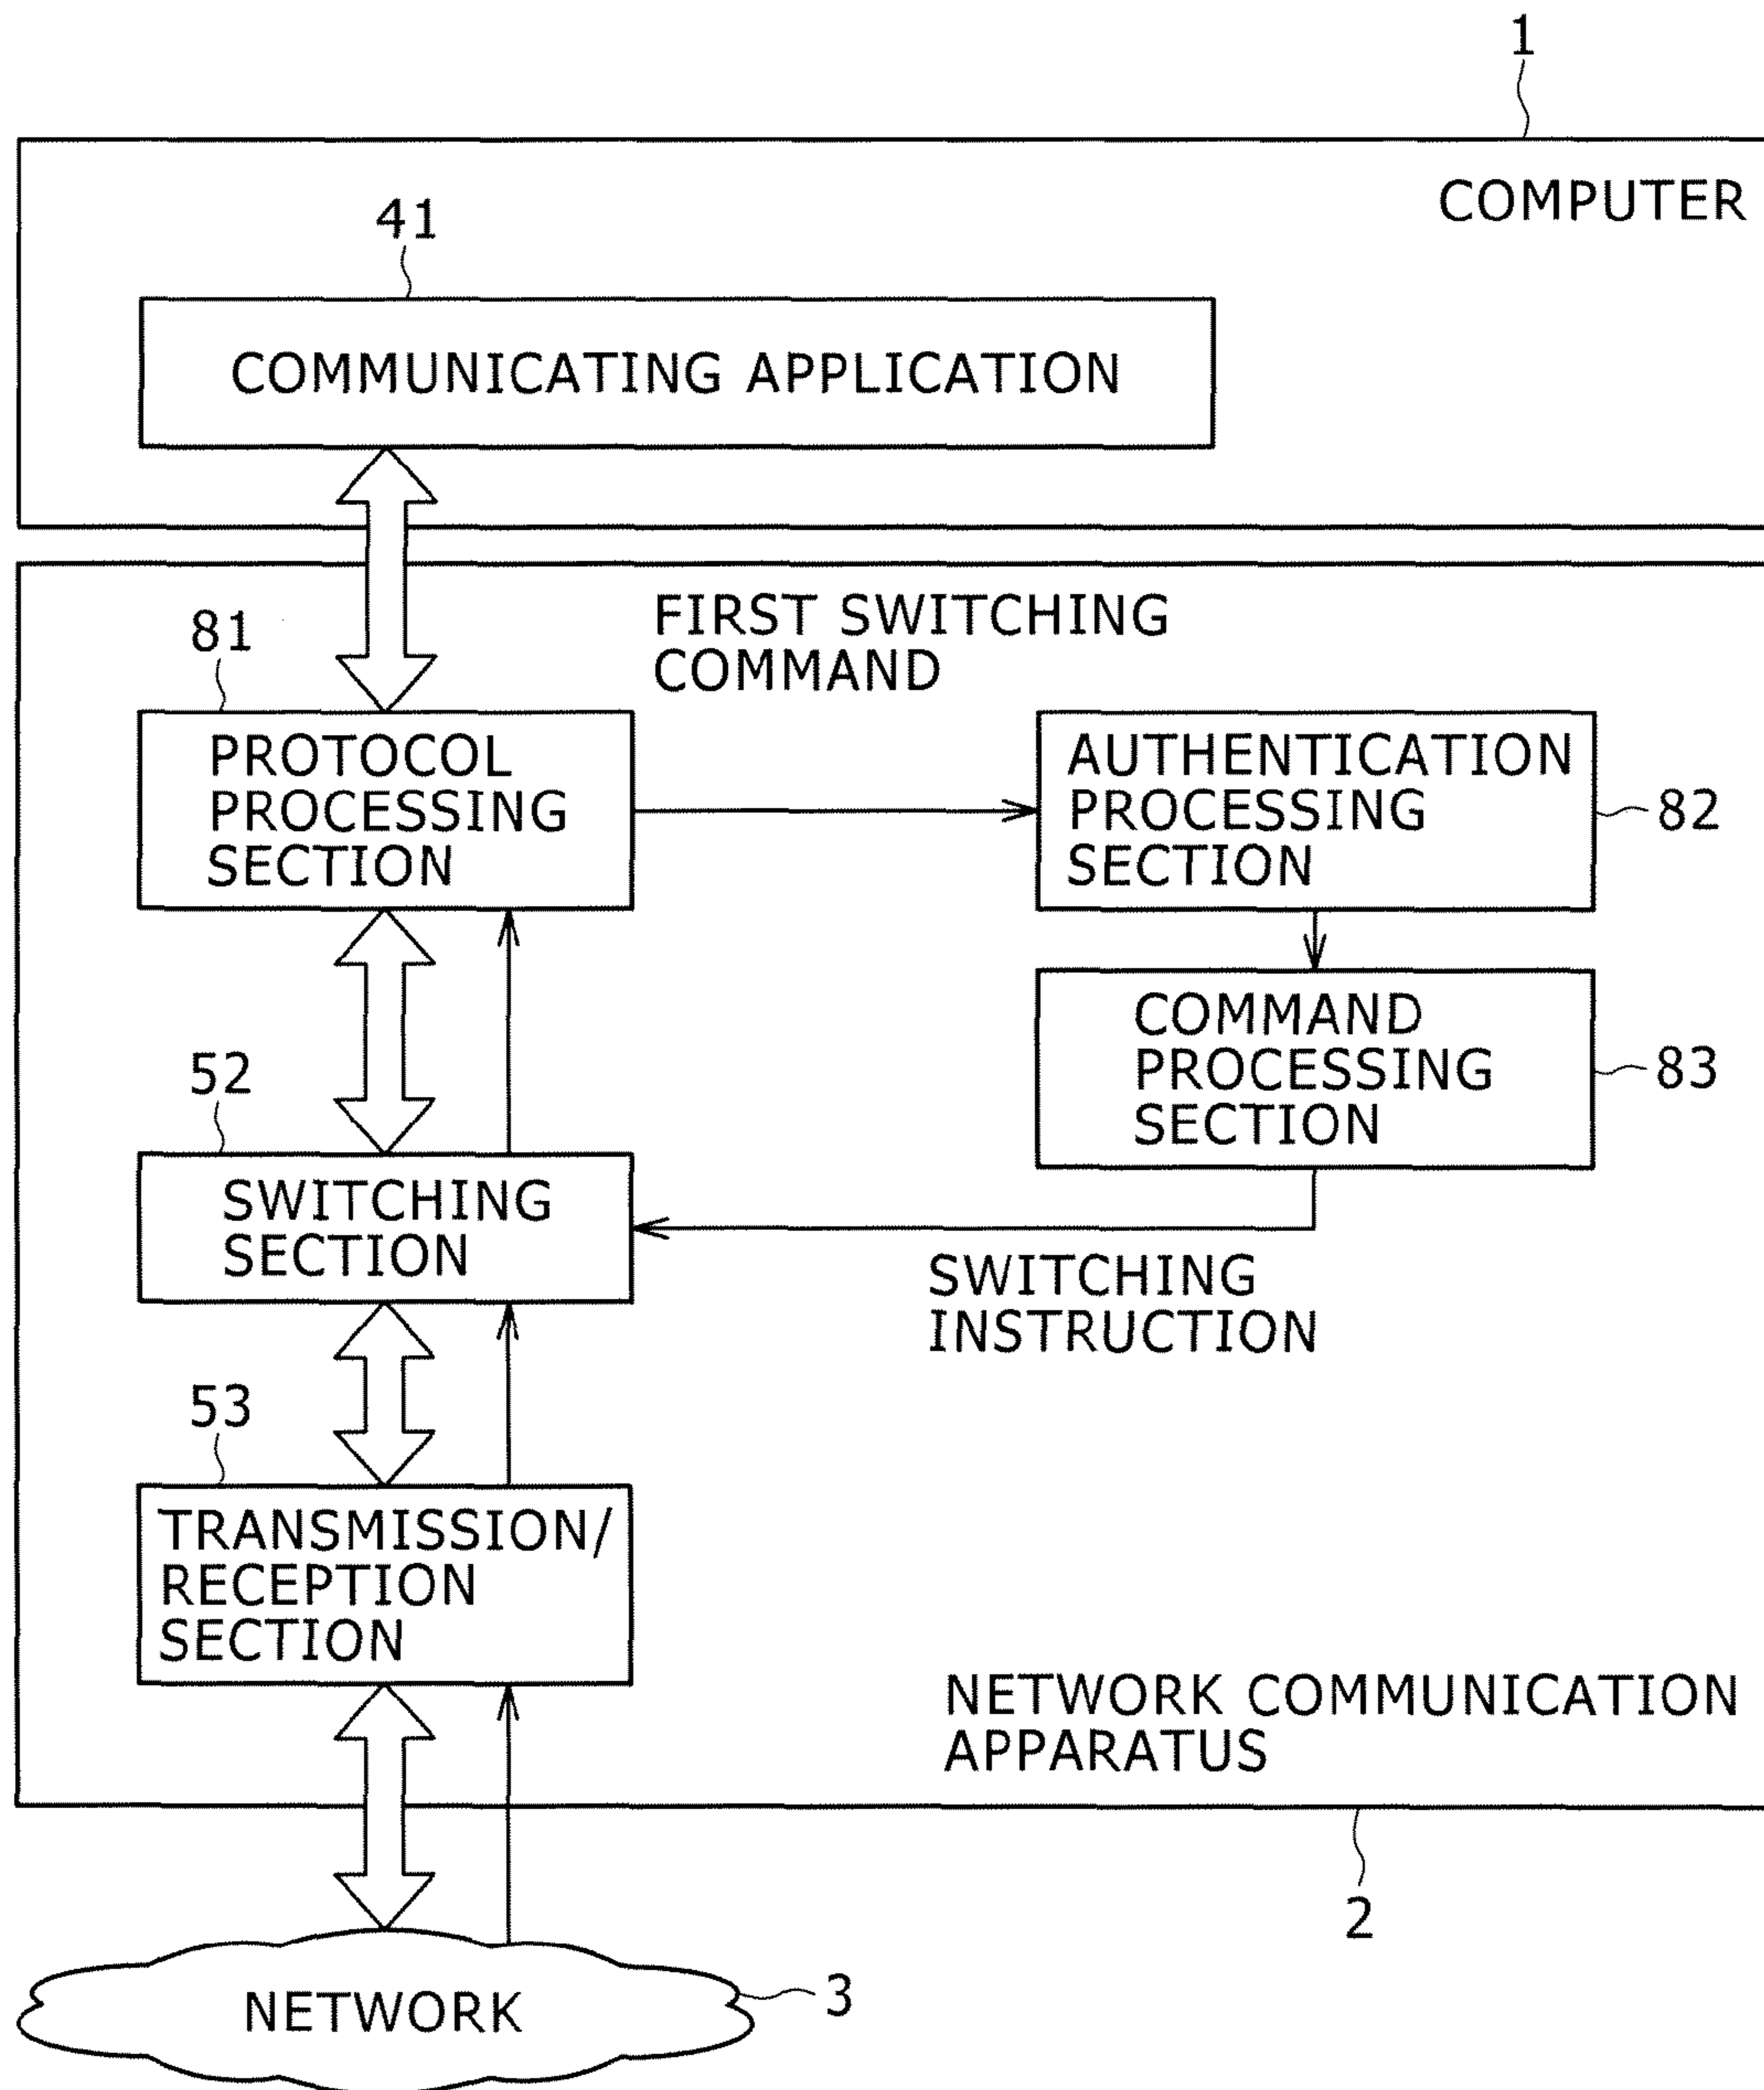 1
COMPUTER
41
COMMUNICATING APPLICATION
FIRST SWITCHING
COMMAND
81
PROTOCOL
PROCESSING
SECTION
AUTHENTICATION
PROCESSING
SECTION
82
COMMAND
PROCESSING
SECTION
83
52
SWITCHING
SECTION
SWITCHING
INSTRUCTION
53
TRANSMISSION/
RECEPTION
SECTION
NETWORK COMMUNICATION
APPARATUS
2
NETWORK
3